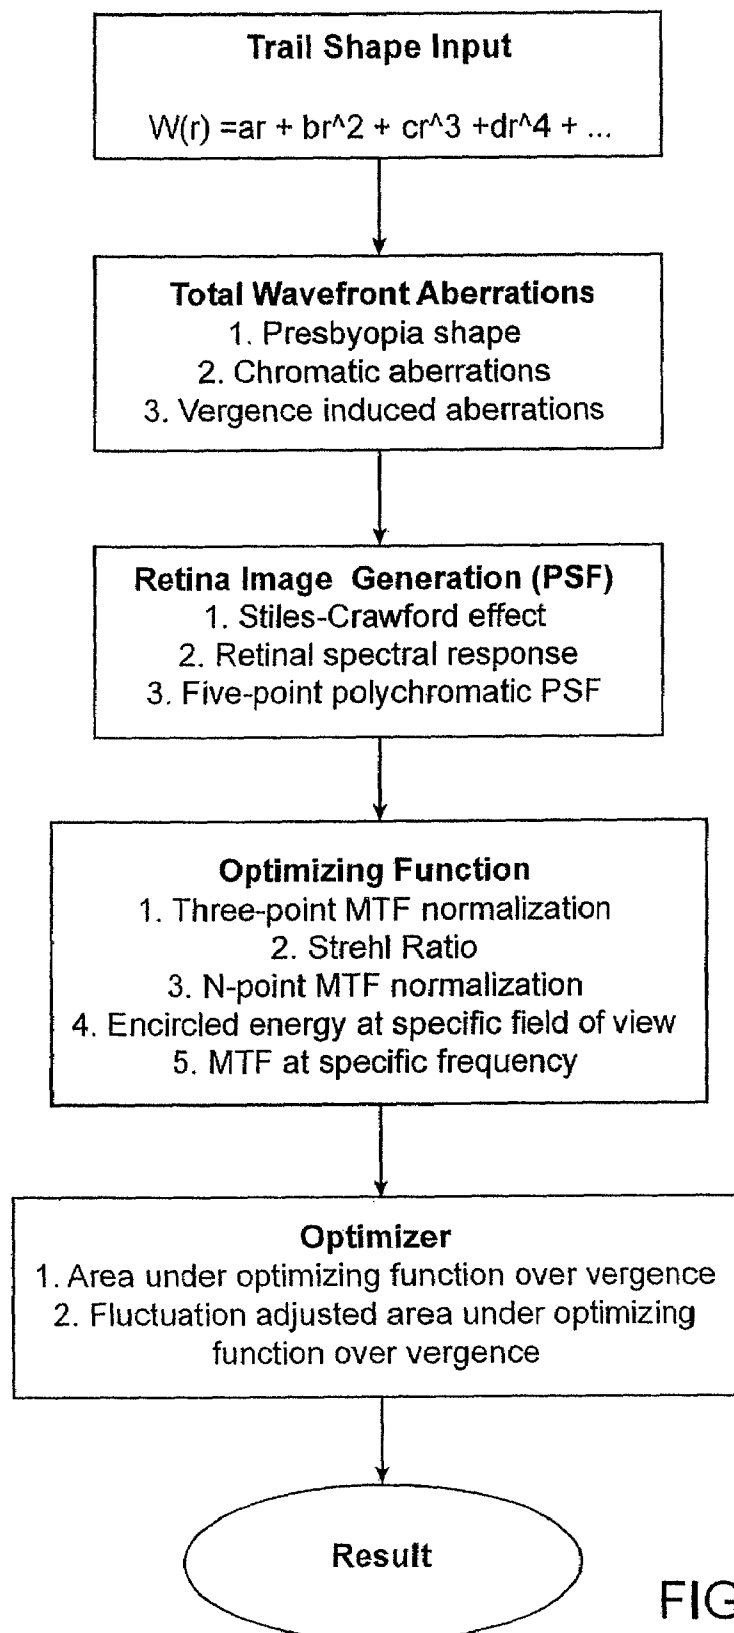 Trail Shape Input
W(r) =ar + br^2 + cr^3 +dr^4 + ...
Total Wavefront Aberrations
1. Presbyopia shape
2. Chromatic aberrations
3. Vergence induced aberrations
Retina Image Generation (PSF)
1. Stiles-Crawford effect
2. Retinal spectral response
3. Five-point polychromatic PSF
Optimizing Function
1. Three-point MTF normalization
2. Strehl Ratio
3. N-point MTF normalization
4. Encircled energy at specific field of view
5. MTF at specific frequency
Optimizer
1. Area under optimizing function over vergence
2. Fluctuation adjusted area under optimizing
function over vergence
Result
FIG